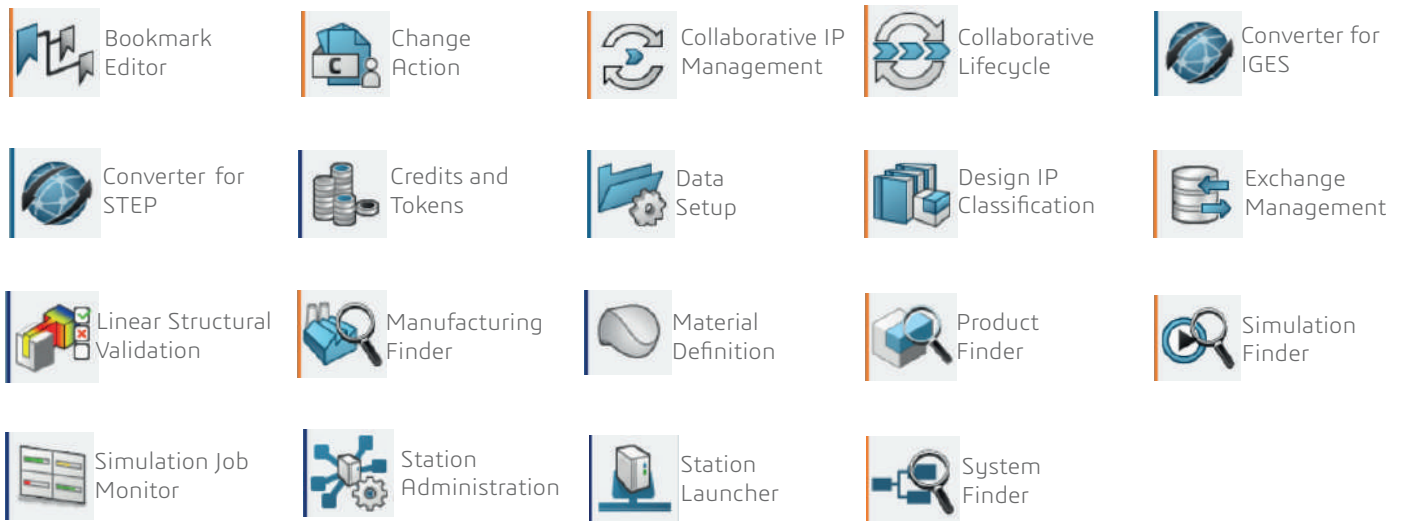 Bookmark
Editor
Change
Action
Collaborative IP
Management
Collaborative
Lifecycle
Converter for
IGES
Converter for
STEP
Credits and
Tokens
Data
Setup
Design IP
Classification
Exchange
Management
Linear Structural
Validation
Manufacturing
Finder
Material
Definition
Product
Finder
Simulation
Finder
Simulation Job
Monitor
Station
Administration
Station
Launcher
System
Finder
C